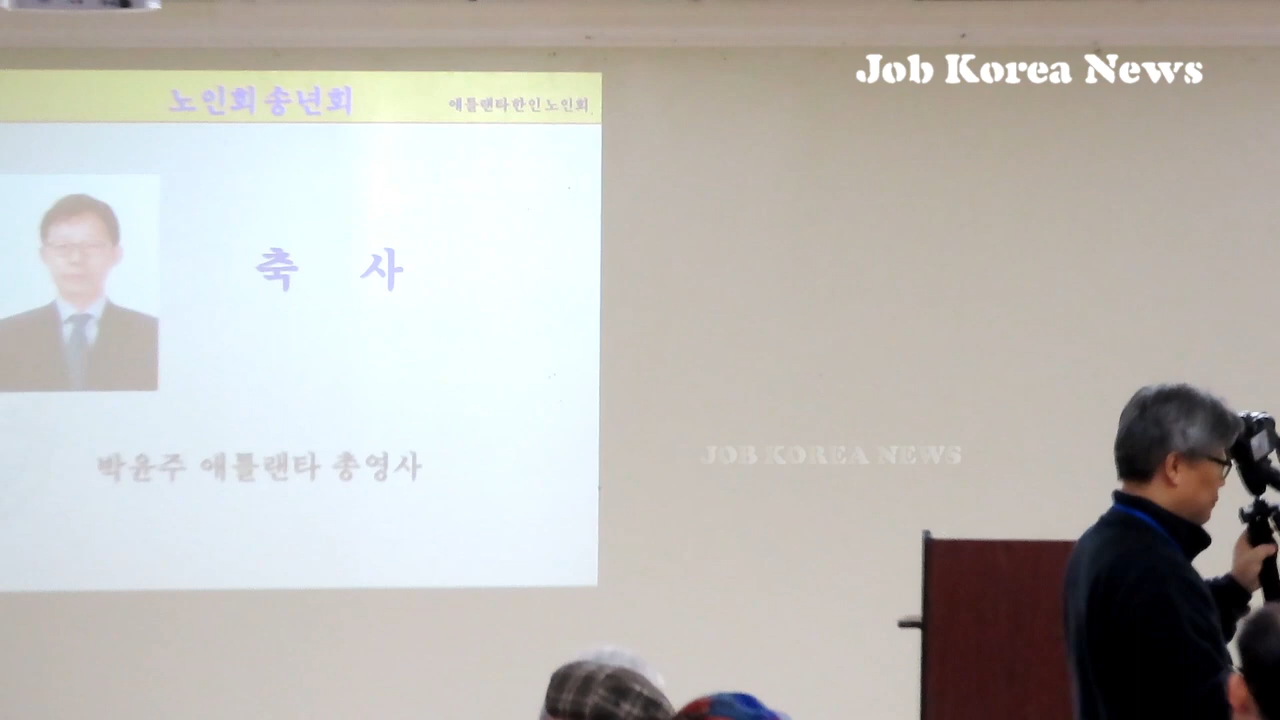 Job Korea News
노인회송년회
애틀랜타한인노인회
축 사
박윤주 애틀랜타 총영사
JOB KOREA NEWS